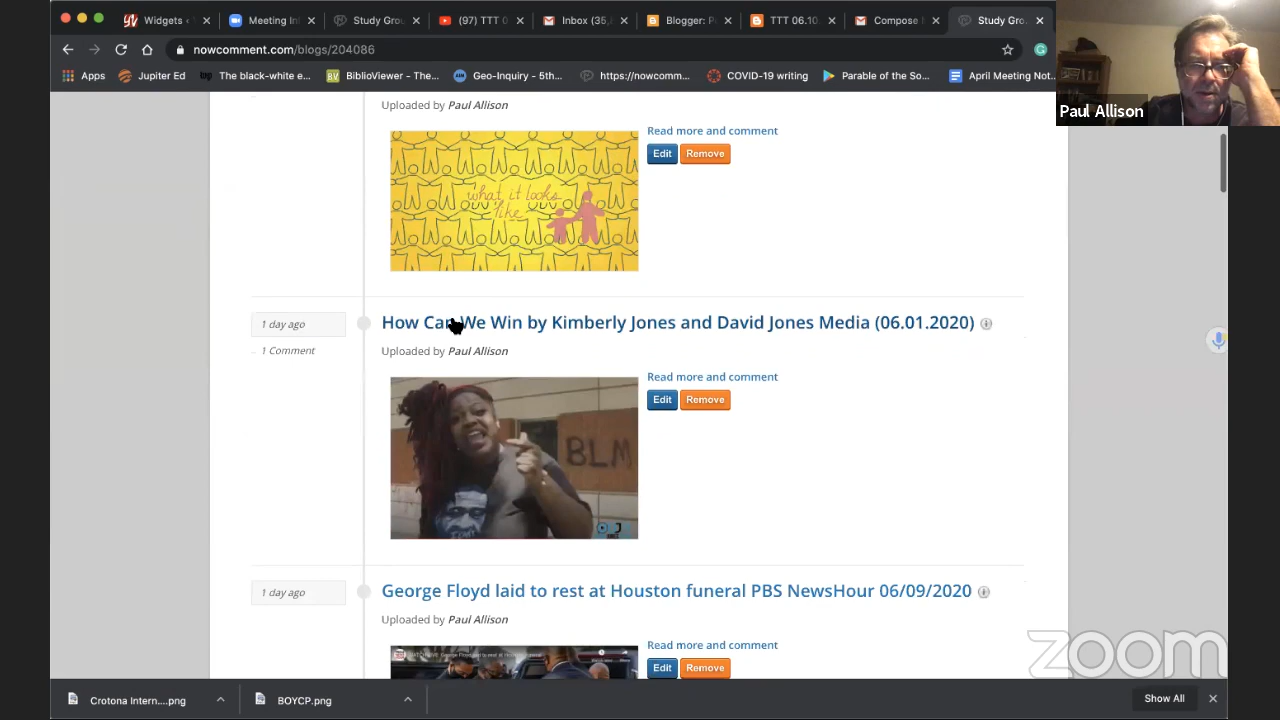 Widgets
Meeting In
Study Grou
(97) TTT 0
Inbox (35,
Blogger: P
TTT 06.10
Compose
Study Gro
nowcomment.com/blogs/204086
Apps
Jupiter Ed
The black-white e...
BiblioViewer - The...
Geo-Inquiry - 5th...
https://nowcomm...
COVID-19 writing
Parable of the So...
April Meeting Not...
Paul Allison
Uploaded by Paul Allison
Read more and comment
Edit Remove
what it looks
like
1 day ago
How Can We Win by Kimberly Jones and David Jones Media (06.01.2020)
1 Comment
Uploaded by Paul Allison
Read more and comment
Edit Remove
BLM
1 day ago
George Floyd laid to rest at Houston funeral PBS NewsHour 06/09/2020
Uploaded by Paul Allison
Read more and comment
Edit Remove
zoom
Crotona Intern....png
BOYCP.png
Show All